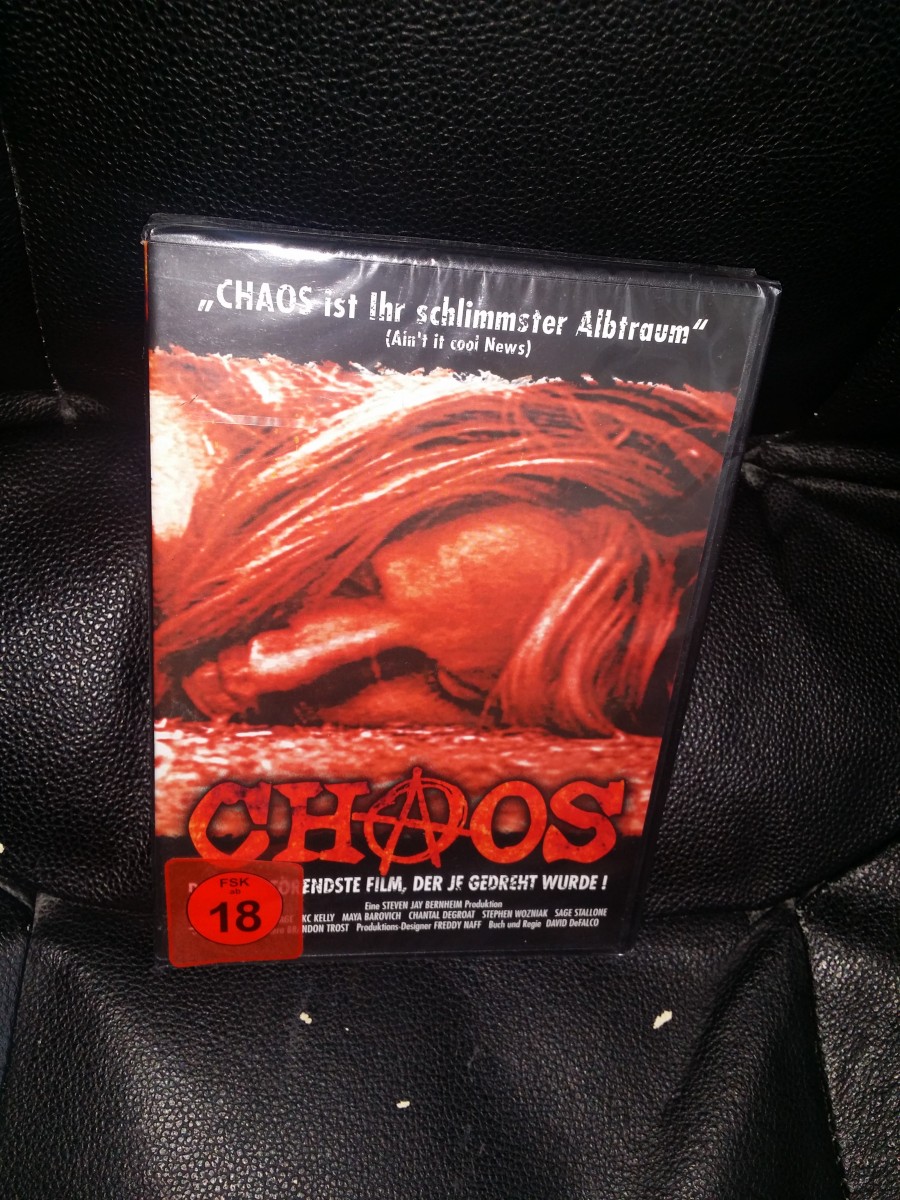 „CHAOS ist Ihr schlimmster Albtraum“
(Ain't it cool News)
CHAOS
ENDSTE FILM, DER JE GEDREHT WURDE!
Eine STEVEN JAY BERNHEIM Produktion
KC KELLY MAYA BAROVICH CHANTAL DEGROAT STEPHEN WOZNIAK SAGE STALLONE
BRANDON TROST Produktions-Designer FREDDY NAFF Buch und Regie DAVID DeFALCO
FSK
ab
18